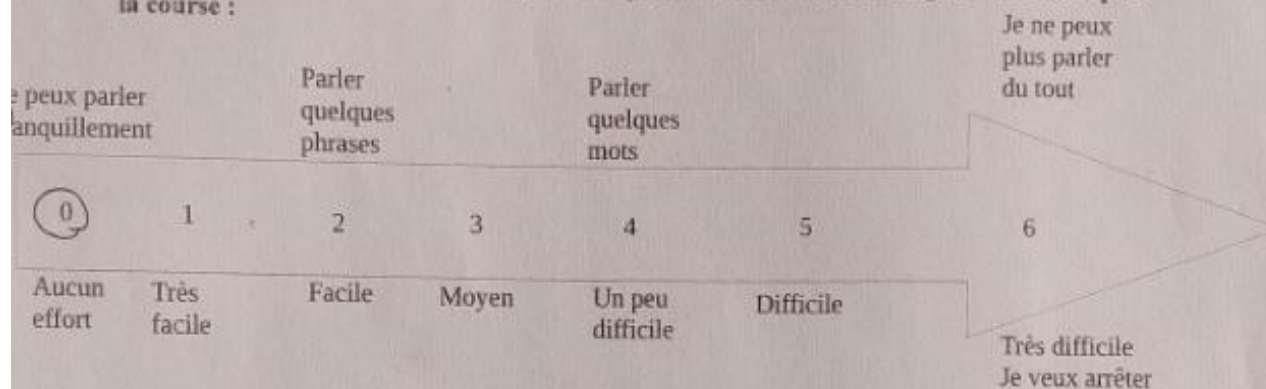 la course :
Je ne peux
plus parler
du tout
peux parler
Parler
quelques
phrases
Parler
quelques
mots
0 1 2 3 4 5 6
Aucun
effort
Très
facile
Facile
Moyen
Un peu
difficile
Difficile
Très difficile
Je veux arrêter